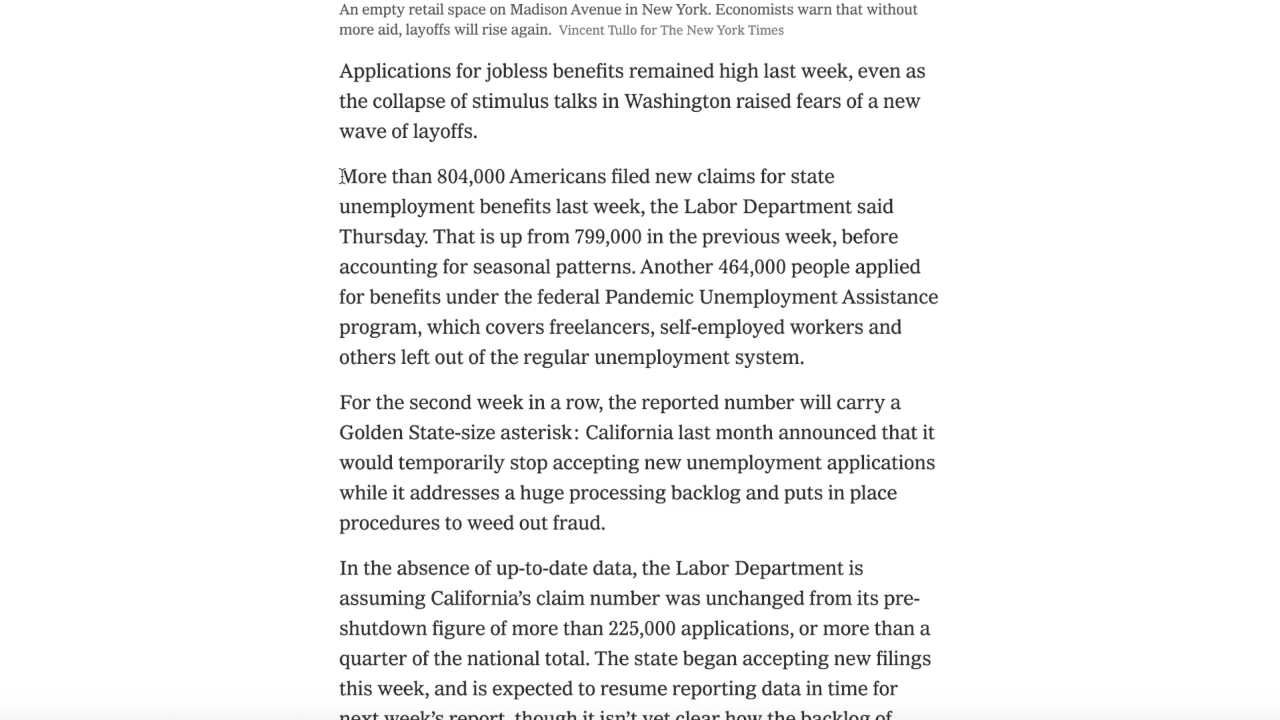 An empty retail space on Madison Avenue in New York. Economists warn that without
more aid, layoffs will rise again. Vincent Tullo for The New York Times
Applications for jobless benefits remained high last week, even as
the collapse of stimulus talks in Washington raised fears of a new
wave of layoffs.
More than 804,000 Americans filed new claims for state
unemployment benefits last week, the Labor Department said
Thursday. That is up from 799,000 in the previous week, before
accounting for seasonal patterns. Another 464,000 people applied
for benefits under the federal Pandemic Unemployment Assistance
program, which covers freelancers, self-employed workers and
others left out of the regular unemployment system.
For the second week in a row, the reported number will carry a
Golden State-size asterisk: California last month announced that it
would temporarily stop accepting new unemployment applications
while it addresses a huge processing backlog and puts in place
procedures to weed out fraud.
In the absence of up-to-date data, the Labor Department is
assuming California’s claim number was unchanged from its pre-
shutdown figure of more than 225,000 applications, or more than a
quarter of the national total. The state began accepting new filings
this week, and is expected to resume reporting data in time for
next week’s report, though it isn’t yet clear how the backlog of